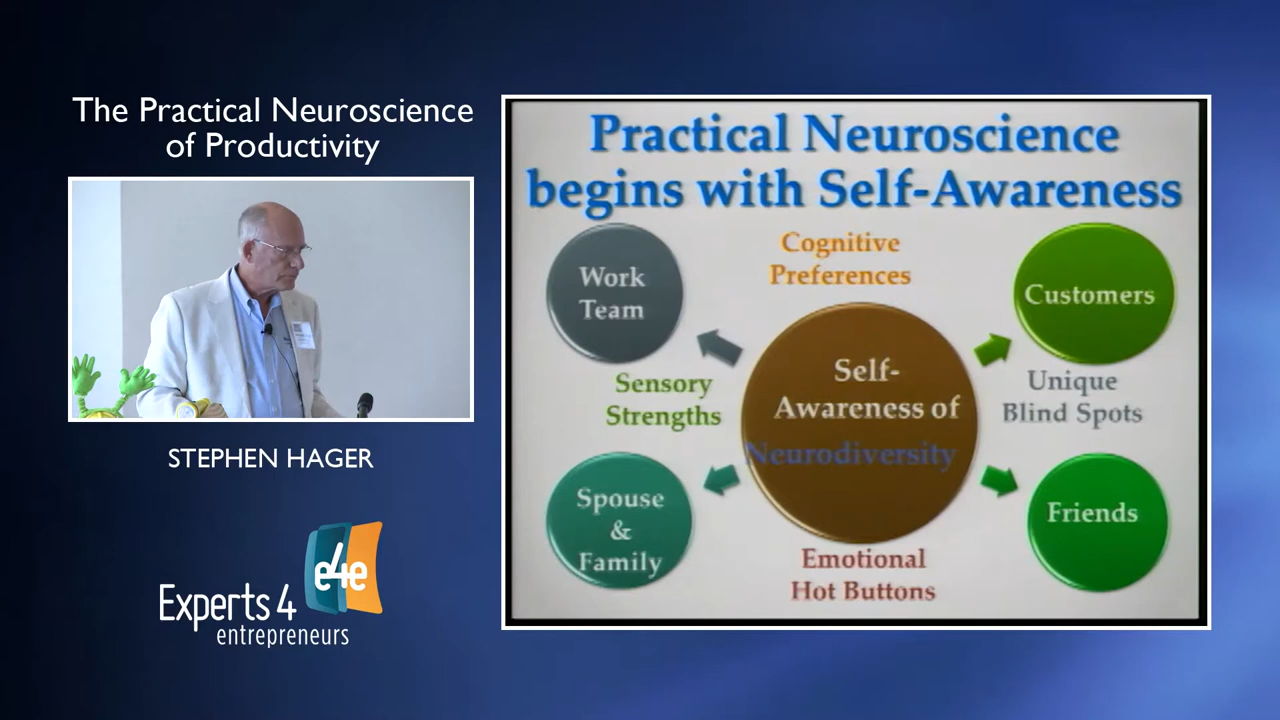 The Practical Neuroscience
of Productivity
STEPHEN HAGER
e4e
Experts 4
entrepreneurs
Practical Neuroscience
begins with Self-Awareness
Work
Team
Cognitive
Preferences
Customers
Sensory
Strengths
Self-
Awareness of
Neurodiversity
Unique
Blind Spots
Spouse
&
Family
Emotional
Hot Buttons
Friends